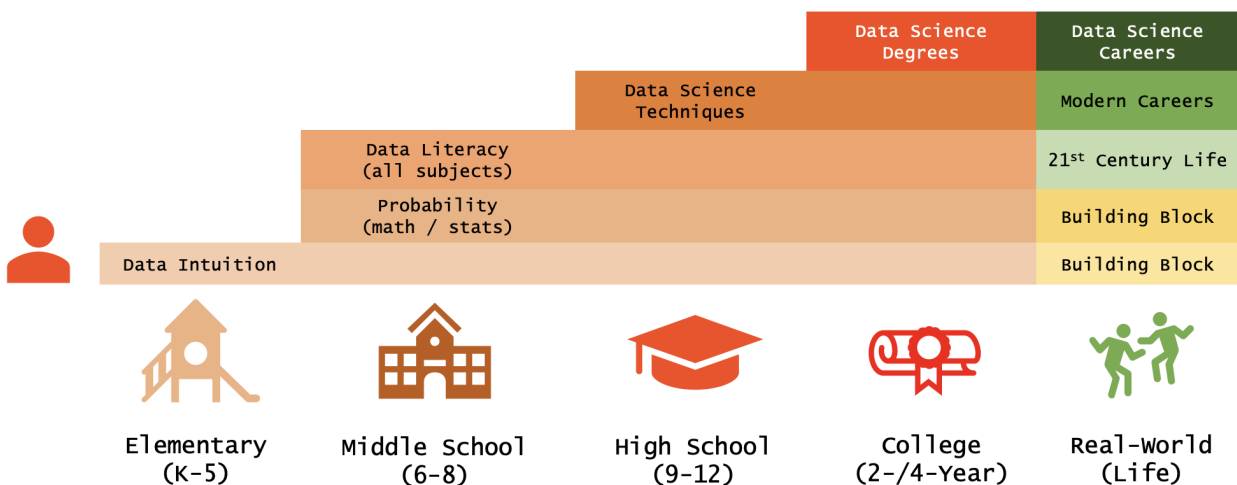 Data Science Data Science
Degrees Careers
Data Science
Techniques
Modern Careers
Data Literacy
(all subjects)
21st Century Life
Probability
(math / stats)
Building Block
Data Intuition
Building Block
Elementary
(K-5)
Middle School
(6-8)
High School
(9-12)
College
(2-/4-Year)
Real-World
(Life)